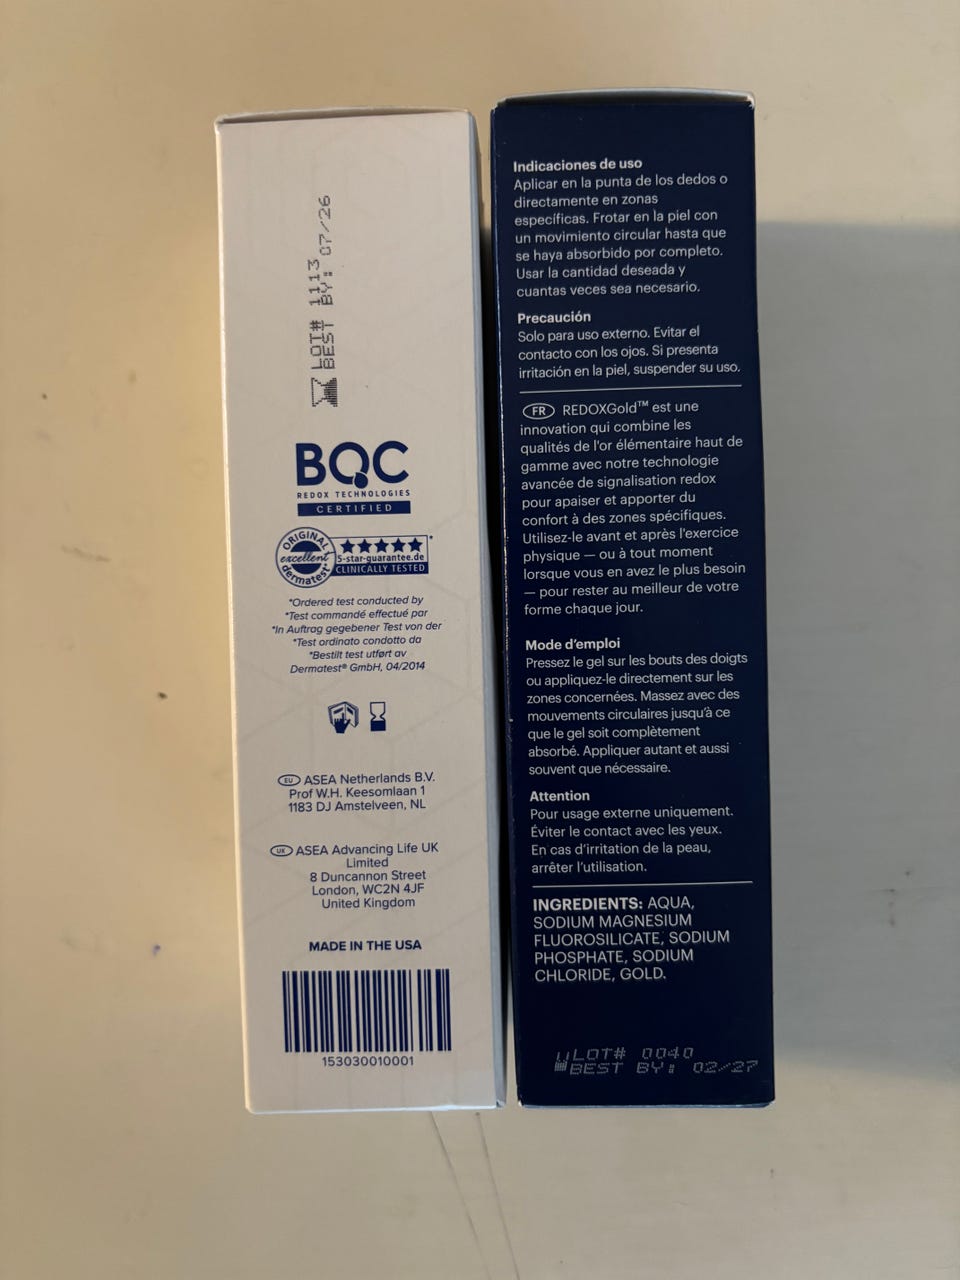 LOT# 1113
BEST BY: 07/26
BQC
REDOX TECHNOLOGIES
CERTIFIED
ORIGINAL
excellent
dermatest
5-star-guarantee.de
CLINICALLY TESTED
*
*Ordered test conducted by
*Test commandé effectué par
*In Auftrag gegebener Test von der
*Test ordinato condotto da
*Bestilt test utført av
Dermatest® GmbH, 04/2014
EU ASEA Netherlands B.V.
Prof W.H. Keesomlaan 1
1183 DJ Amstelveen, NL
UK ASEA Advancing Life UK
Limited
8 Duncannon Street
London, WC2N 4JF
United Kingdom
MADE IN THE USA
153030010001
Indicaciones de uso
Aplicar en la punta de los dedos o
directamente en zonas
específicas. Frotar en la piel con
un movimiento circular hasta que
se haya absorbido por completo.
Usar la cantidad deseada y
cuantas veces sea necesario.
Precaución
Solo para uso externo. Evitar el
contacto con los ojos. Si presenta
irritación en la piel, suspender su uso.
FR REDOXGold™ est une
innovation qui combine les
qualités de l'or élémentaire haut de
gamme avec notre technologie
avancée de signalisation redox
pour apaiser et apporter du
confort à des zones spécifiques.
Utilisez-le avant et après l'exercice
physique — ou à tout moment
lorsque vous en avez le plus besoin
— pour rester au meilleur de votre
forme chaque jour.
Mode d'emploi
Pressez le gel sur les bouts des doigts
ou appliquez-le directement sur les
zones concernées. Massez avec des
mouvements circulaires jusqu'à ce
que le gel soit complètement
absorbé. Appliquer autant et aussi
souvent que nécessaire.
Attention
Pour usage externe uniquement.
Éviter le contact avec les yeux.
En cas d'irritation de la peau,
arrêter l'utilisation.
INGREDIENTS: AQUA,
SODIUM MAGNESIUM
FLUOROSILICATE, SODIUM
PHOSPHATE, SODIUM
CHLORIDE, GOLD.
LOT# 0040
BEST BY: 02/27